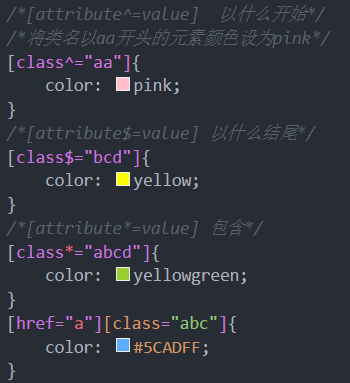 /*[attribute^=value]  以什么开始*/
/*将类名以aa开头的元素颜色设为pink*/
[class^="aa"]{
    color: pink;
}
/*[attribute$=value] 以什么结尾*/
[class$="bcd"]{
    color: yellow;
}
/*[attribute*=value] 包含*/
[class*="abcd"]{
    color: yellowgreen;
}
[href="a"][class="abc"]{
    color: #5CADFF;
}